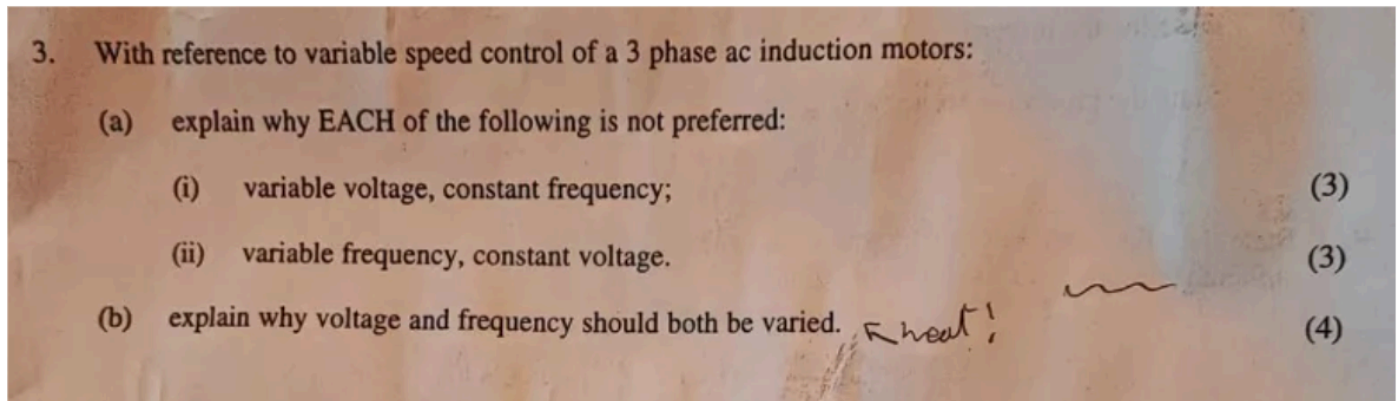 3. With reference to variable speed control of a 3 phase ac induction motors:
(a) explain why EACH of the following is not preferred:
(i) variable voltage, constant frequency; (3)
(ii) variable frequency, constant voltage. (3)
(b) explain why voltage and frequency should both be varied. heat! (4)